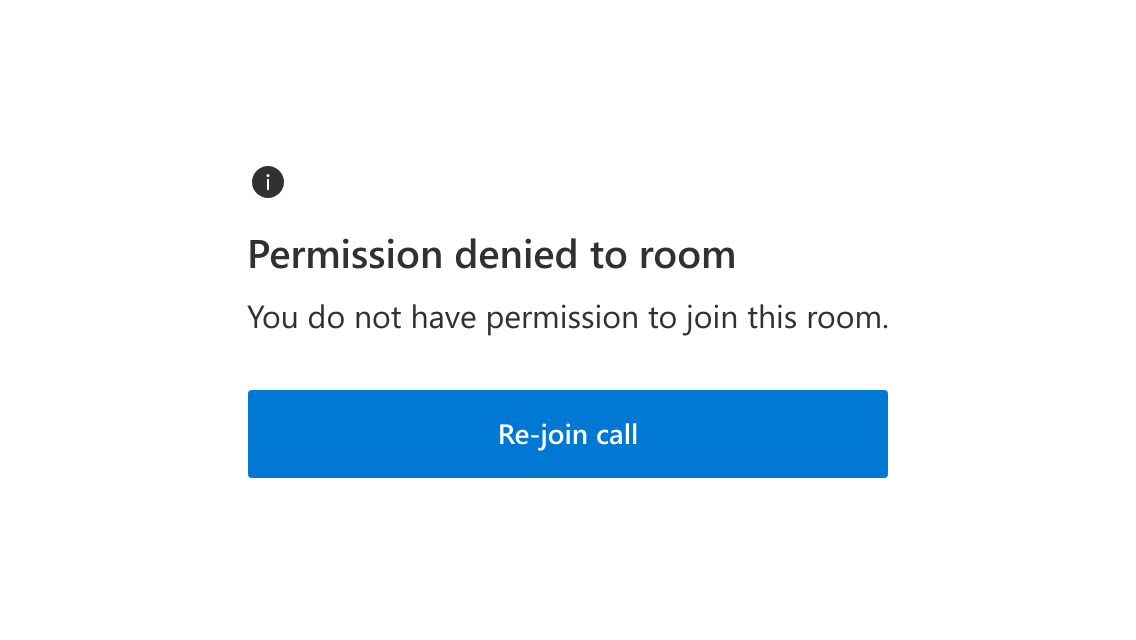 Permission denied to room
You do not have permission to join this room.
Re-join call